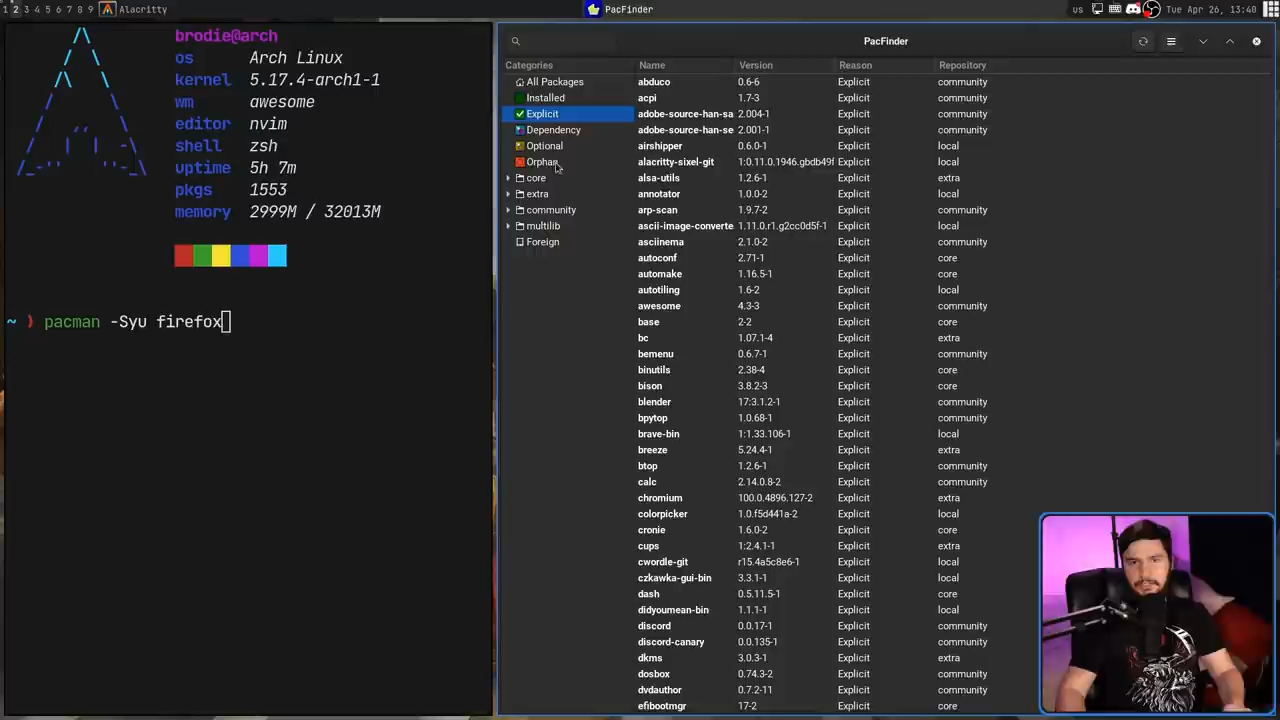 1 2 3 4 5 6 7 8 9 Alacritty PacFinder us Tue Apr 26, 13:40
brodie@arch
os Arch Linux
kernel 5.17.4-arch1-1
wm awesome
editor nvim
shell zsh
uptime 5h 7m
pkgs 1553
memory 2999M / 32013M
~ ) pacman -Syu firefox
PacFinder
Categories
All Packages
Installed
Explicit
Dependency
Optional
Orphan
core
extra
community
multilib
Foreign
Name Version Reason Repository
abduco 0.6-6 Explicit community
acpi 1.7-3 Explicit community
adobe-source-han-sa 2.004-1 Explicit community
adobe-source-han-se 2.001-1 Explicit community
airshipper 0.6.0-1 Explicit local
alacritty-sixel-git 1:0.11.0.1946.gbdb49f Explicit local
alsa-utils 1.2.6-1 Explicit extra
annotator 1.0.0-2 Explicit local
arp-scan 1.9.7-2 Explicit community
ascii-image-converte 1.11.0.r1.g2cc0d5f-1 Explicit local
asciinema 2.1.0-2 Explicit community
autoconf 2.71-1 Explicit core
automake 1.16.5-1 Explicit core
autotiling 1.6-2 Explicit local
awesome 4.3-3 Explicit community
base 2-2 Explicit core
bc 1.07.1-4 Explicit extra
bemenu 0.6.7-1 Explicit community
binutils 2.38-4 Explicit core
bison 3.8.2-3 Explicit core
blender 17:3.1.2-1 Explicit community
bpytop 1.0.68-1 Explicit community
brave-bin 1:1.33.106-1 Explicit local
breeze 5.24.4-1 Explicit extra
btop 1.2.6-1 Explicit community
calc 2.14.0.8-2 Explicit community
chromium 100.0.4896.127-2 Explicit extra
colorpicker 1.0.f5d441a-2 Explicit local
cronie 1.6.0-2 Explicit core
cups 1:2.4.1-1 Explicit extra
cwordle-git r15.4a5c8e6-1 Explicit local
czkawka-gui-bin 3.3.1-1 Explicit local
dash 0.5.11.5-1 Explicit core
didyoumean-bin 1.1.1-1 Explicit local
discord 0.0.17-1 Explicit community
discord-canary 0.0.135-1 Explicit local
dkms 3.0.3-1 Explicit extra
dosbox 0.74.3-2 Explicit community
dvdauthor 0.7.2-11 Explicit community
efibootmgr 17-2 Explicit core